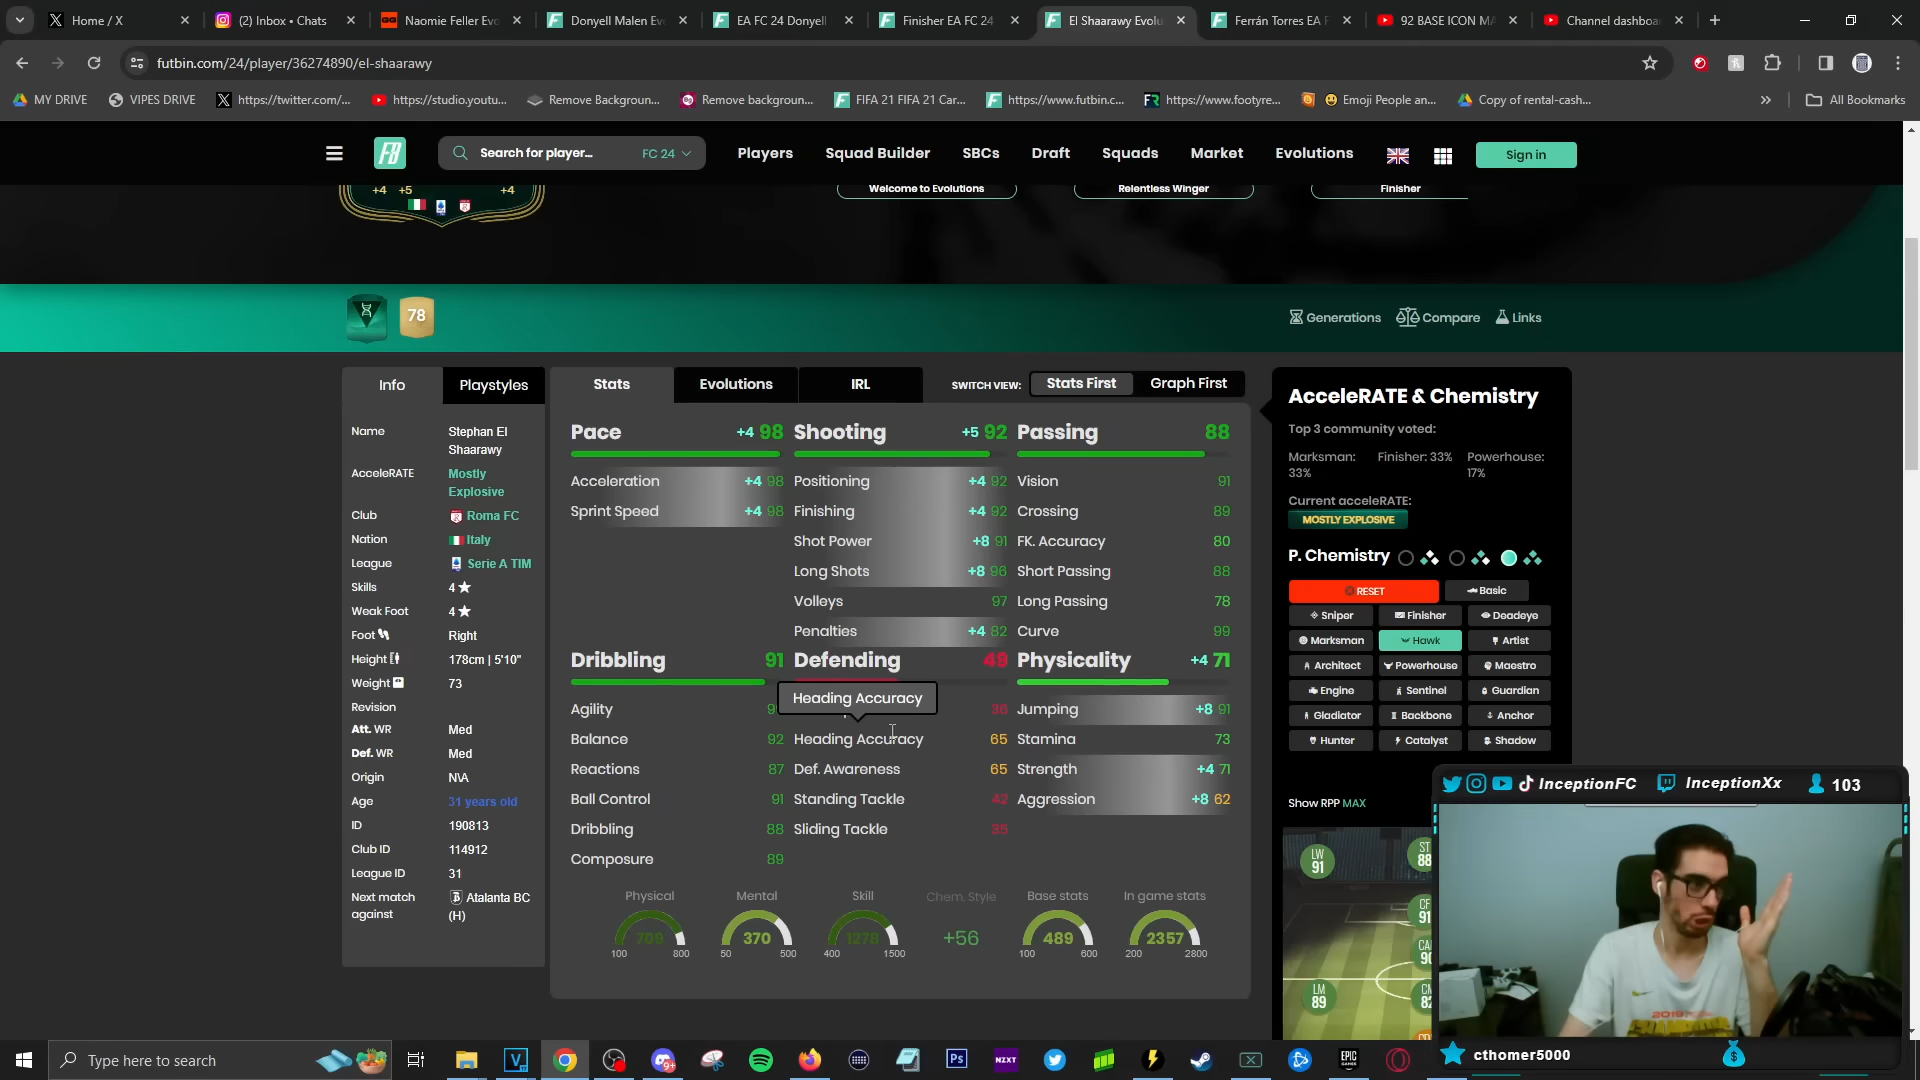 Home / X
(2) Inbox • Chats
Naomie Feller Evo
Donyell Malen Ev
EA FC 24 Donyell
Finisher EA FC 24
El Shaarawy Evolu
Ferrán Torres EA F
92 BASE ICON MA
Channel dashboa
futbin.com/24/player/36274890/el-shaarawy
MY DRIVE
VIPES DRIVE
https://twitter.com/...
https://studio.youtu...
Remove Backgroun...
Remove backgroun...
FIFA 21 FIFA 21 Car...
https://www.futbin.c...
https://www.footyre...
Emoji People an...
Copy of rental-cash...
All Bookmarks
FB
Search for player...
FC 24
Players
Squad Builder
SBCs
Draft
Squads
Market
Evolutions
Sign in
+4 +5 +4
Welcome to Evolutions
Relentless Winger
Finisher
78
Generations
Compare
Links
Info
Playstyles
Name Stephan El Shaarawy
AcceleRATE Mostly Explosive
Club Roma FC
Nation Italy
League Serie A TIM
Skills 4
Weak Foot 4
Foot Right
Height 178cm | 5'10"
Weight 73
Revision
Att. WR Med
Def. WR Med
Origin N\A
Age 31 years old
ID 190813
Club ID 114912
League ID 31
Next match against Atalanta BC (H)
Stats
Evolutions
IRL
SWITCH VIEW:
Stats First
Graph First
Pace +4 98
Acceleration +4 98
Sprint Speed +4 98
Shooting +5 92
Positioning +4 92
Finishing +4 92
Shot Power +8 91
Long Shots +8 96
Volleys 97
Penalties +4 82
Passing 88
Vision 91
Crossing 89
FK. Accuracy 80
Short Passing 88
Long Passing 78
Curve 99
Dribbling 91
Agility
Balance 92
Reactions 87
Ball Control 91
Dribbling 88
Composure 89
Defending 49
Heading Accuracy
36
Heading Accuracy 65
Def. Awareness 65
Standing Tackle 42
Sliding Tackle 35
Physicality +4 71
Jumping +8 91
Stamina 73
Strength +4 71
Aggression +8 62
Physical 709 100 800
Mental 370 50 500
Skill 1278 400 1500
Chem. Style +56
Base stats 489 100 600
In game stats 2357 200 2800
AcceleRATE & Chemistry
Top 3 community voted:
Marksman: 33%
Finisher: 33%
Powerhouse: 17%
Current acceleRATE:
MOSTLY EXPLOSIVE
P. Chemistry
RESET
Basic
Sniper
Finisher
Deadeye
Marksman
Hawk
Artist
Architect
Powerhouse
Maestro
Engine
Sentinel
Guardian
Gladiator
Backbone
Anchor
Hunter
Catalyst
Shadow
Show RPP MAX
LW 91
ST 88
CF 91
LM 89
InceptionFC
InceptionXx
103
cthomer5000
Type here to search
9+
Ps
NZXT
EPIC GAMES